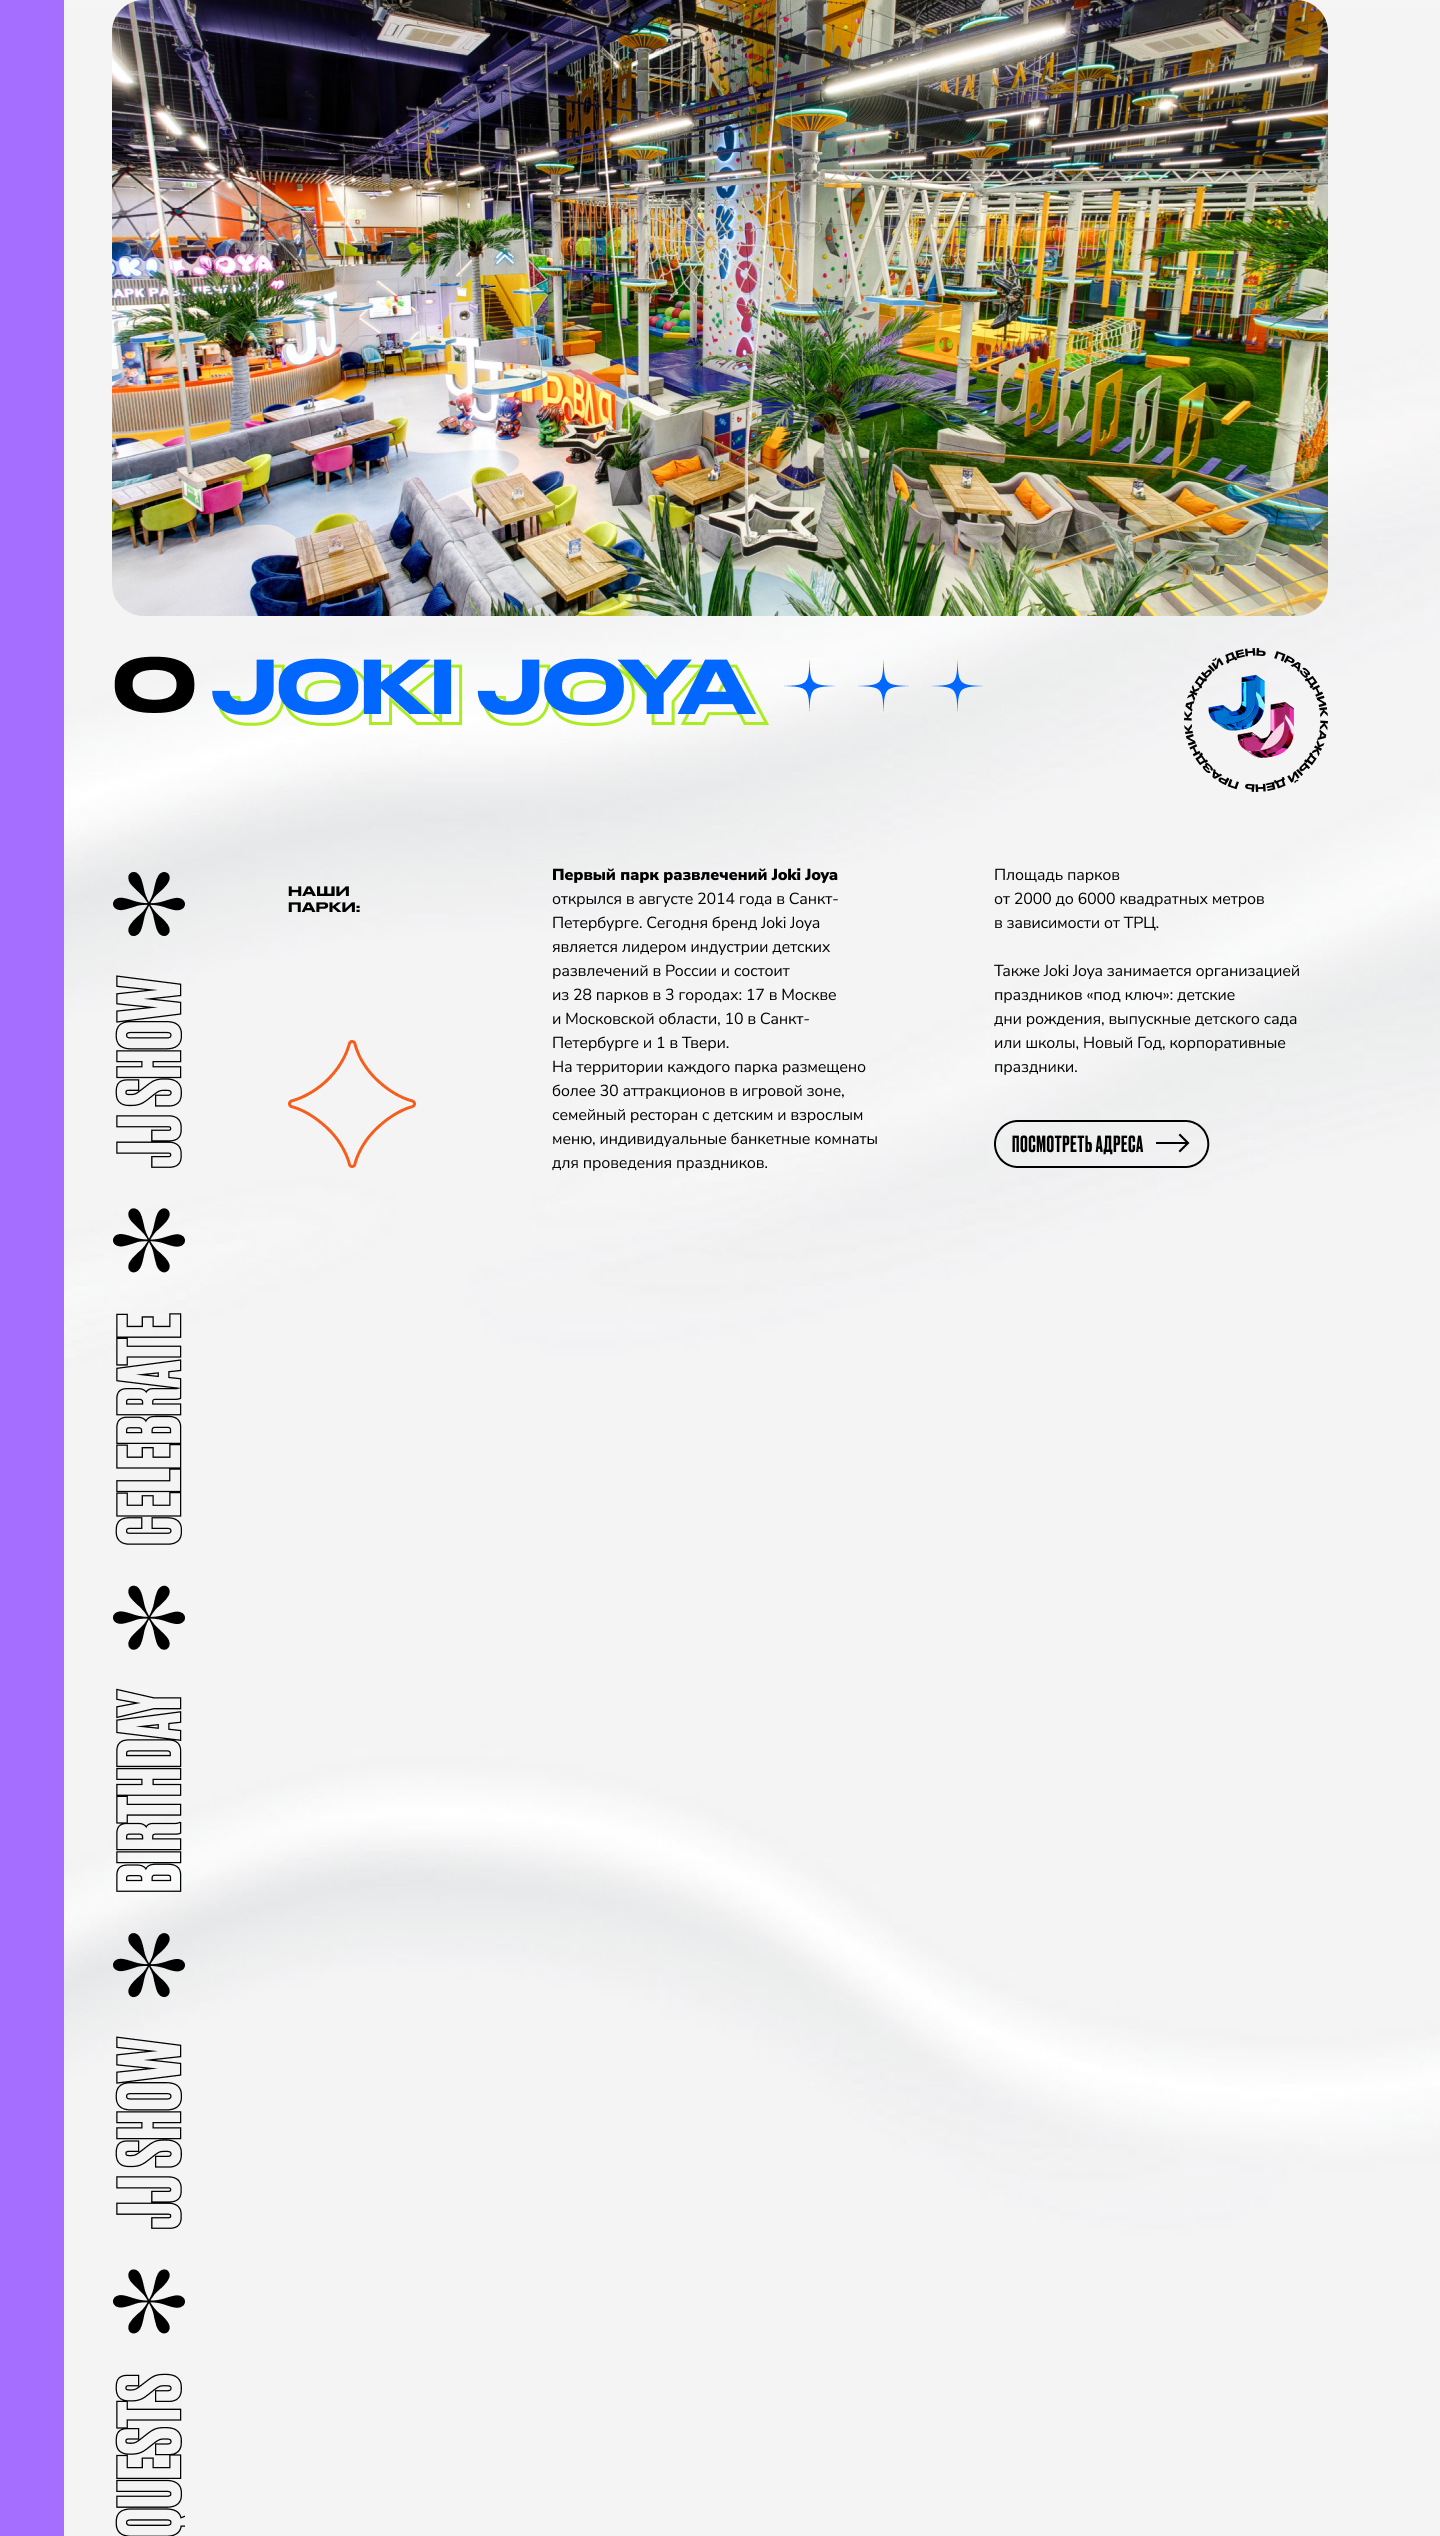 JOKI JOYA
JJ
JJ
О JOKI JOYA
ПРАЗДНИК КАЖДЫЙ ДЕНЬ ПРАЗДНИК КАЖДЫЙ ДЕНЬ
JJ
НАШИ
ПАРКИ:
Первый парк развлечений Joki Joya
открылся в августе 2014 года в Санкт-
Петербурге. Сегодня бренд Joki Joya
является лидером индустрии детских
развлечений в России и состоит
из 28 парков в 3 городах: 17 в Москве
и Московской области, 10 в Санкт-
Петербурге и 1 в Твери.
На территории каждого парка размещено
более 30 аттракционов в игровой зоне,
семейный ресторан с детским и взрослым
меню, индивидуальные банкетные комнаты
для проведения праздников.
Площадь парков
от 2000 до 6000 квадратных метров
в зависимости от ТРЦ.
Также Joki Joya занимается организацией
праздников «под ключ»: детские
дни рождения, выпускные детского сада
или школы, Новый Год, корпоративные
праздники.
ПОСМОТРЕТЬ АДРЕСА
JJ SHOW
CELEBRATE
BIRTHDAY
JJ SHOW
QUESTS